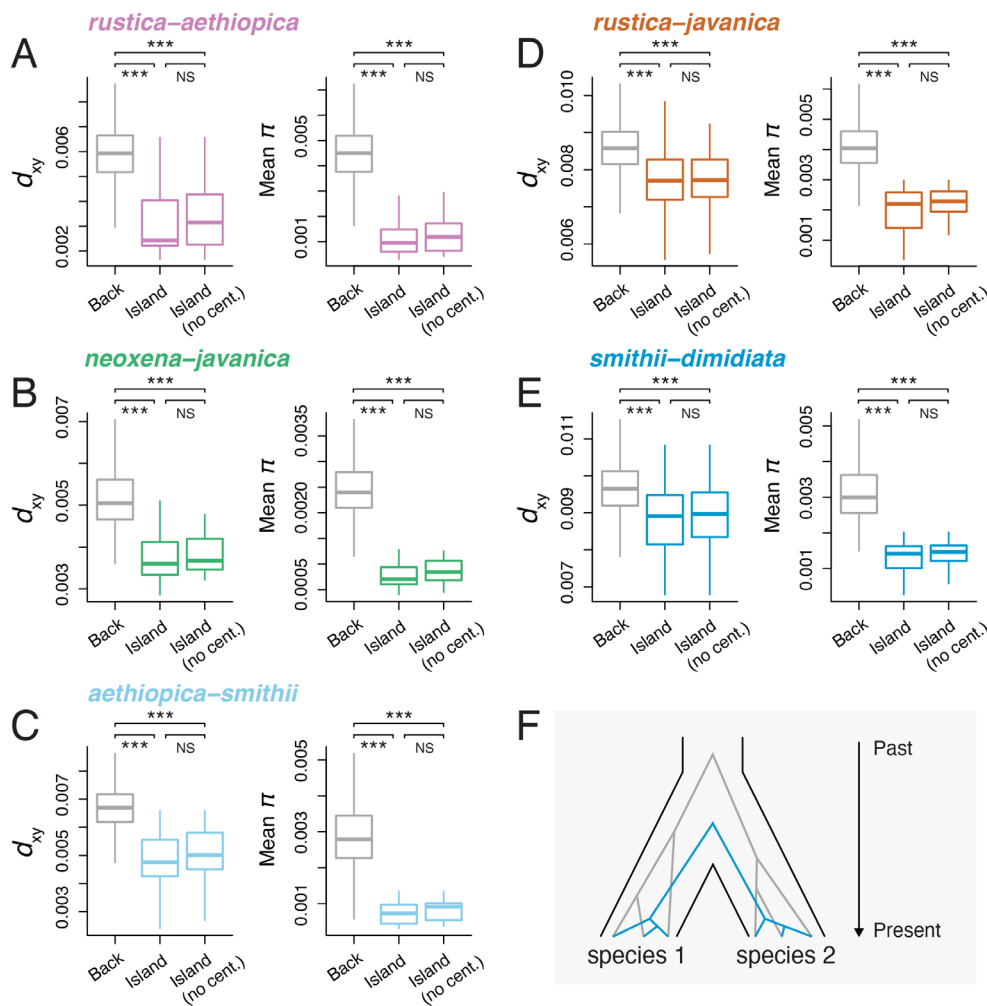 A
rustica–aethiopica
***
***
NS
dxy
0.002
0.006
Back
Island
Island
(no cent.)
***
***
NS
Mean π
0.001
0.005
Back
Island
Island
(no cent.)
D
rustica–javanica
***
***
NS
dxy
0.006
0.008
0.010
Back
Island
Island
(no cent.)
***
***
NS
Mean π
0.001
0.003
0.005
Back
Island
Island
(no cent.)
B
neoxena–javanica
***
***
NS
dxy
0.003
0.005
0.007
Back
Island
Island
(no cent.)
***
***
NS
Mean π
0.0005
0.0020
0.0035
Back
Island
Island
(no cent.)
E
smithii–dimidiata
***
***
NS
dxy
0.007
0.009
0.011
Back
Island
Island
(no cent.)
***
***
NS
Mean π
0.001
0.003
0.005
Back
Island
Island
(no cent.)
C
aethiopica–smithii
***
***
NS
dxy
0.003
0.005
0.007
Back
Island
Island
(no cent.)
***
***
NS
Mean π
0.001
0.003
0.005
Back
Island
Island
(no cent.)
F
Past
Present
species 1
species 2